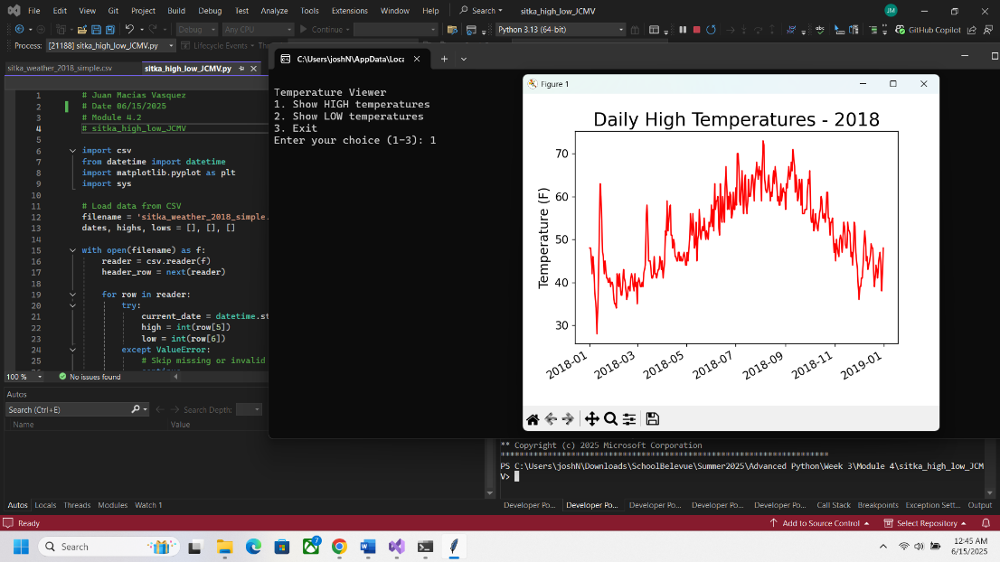 File Edit View Git Project Build Debug Test Analyze Tools Extensions Window Help Search sitka_high_low_JCMV JM
Debug Any CPU Continue Python 3.13 (64-bit) GitHub Copilot
Process: [21188] sitka_high_low_JCMV.py Lifecycle Events
sitka_weather_2018_simple.csv sitka_high_low_JCMV.py
1 # Juan Macias Vasquez
2 # Date 06/15/2025
3 # Module 4.2
4 # sitka_high_low_JCMV
5
6 import csv
7 from datetime import datetime
8 import matplotlib.pyplot as plt
9 import sys
10
11 # Load data from CSV
12 filename = 'sitka_weather_2018_simple.
13 dates, highs, lows = [], [], []
14
15 with open(filename) as f:
16 reader = csv.reader(f)
17 header_row = next(reader)
18
19 for row in reader:
20 try:
21 current_date = datetime.st
22 high = int(row[5])
23 low = int(row[6])
24 except ValueError:
25 # Skip missing or invalid
100 % No issues found
C:\Users\joshN\AppData\Loca
Temperature Viewer
1. Show HIGH temperatures
2. Show LOW temperatures
3. Exit
Enter your choice (1-3): 1
Figure 1
Daily High Temperatures - 2018
Temperature (F)
70
60
50
40
30
2018-01 2018-03 2018-05 2018-07 2018-09 2018-11 2019-01
Autos
Search (Ctrl+E) Search Depth:
Name Value
** Copyright (c) 2025 Microsoft Corporation
**********************************************************************
PS C:\Users\joshN\Downloads\SchoolBelevue\Summer2025\Advanced Python\Week 3\Module 4\sitka_high_low_JCM
V>
Autos Locals Threads Modules Watch 1
Developer Po... Developer Po... Developer Po... Developer Po... Developer Po... Call Stack Breakpoints Exception Sett... Output
Ready Add to Source Control Select Repository
Search 7 12:45 AM
6/15/2025